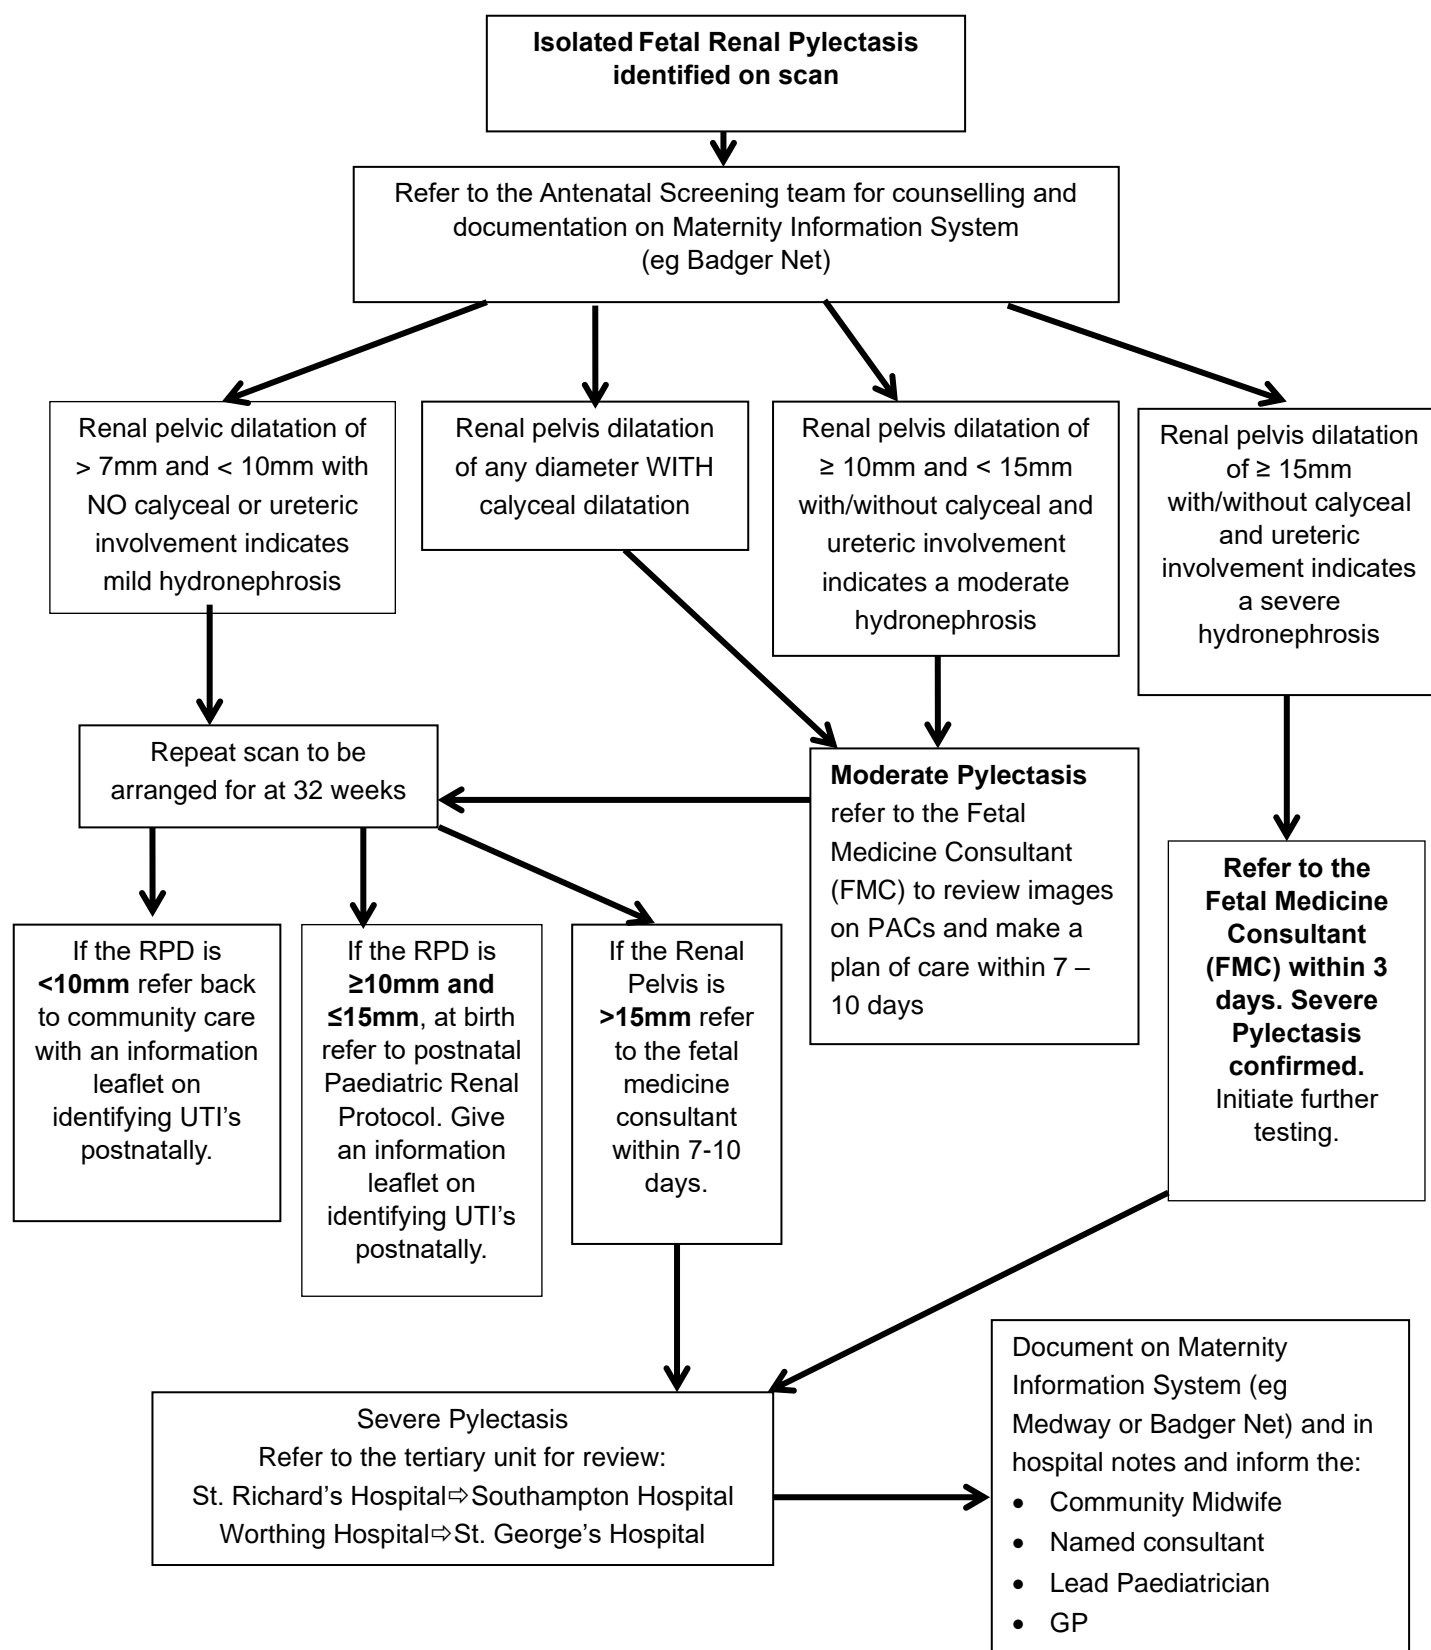 Isolated Fetal Renal Pylectasis
identified on scan
Refer to the Antenatal Screening team for counselling and
documentation on Maternity Information System
(eg Badger Net)
Renal pelvic dilatation of
> 7mm and < 10mm with
NO calyceal or ureteric
involvement indicates
mild hydronephrosis
Renal pelvis dilatation
of any diameter WITH
calyceal dilatation
Renal pelvis dilatation of
≥ 10mm and < 15mm
with/without calyceal and
ureteric involvement
indicates a moderate
hydronephrosis
Renal pelvis dilatation
of ≥ 15mm
with/without calyceal
and ureteric
involvement indicates
a severe
hydronephrosis
Repeat scan to be
arranged for at 32 weeks
Moderate Pylectasis
refer to the Fetal
Medicine Consultant
(FMC) to review images
on PACs and make a
plan of care within 7 –
10 days
Refer to the
Fetal Medicine
Consultant
(FMC) within 3
days. Severe
Pylectasis
confirmed.
Initiate further
testing.
If the RPD is
<10mm refer back
to community care
with an information
leaflet on
identifying UTI’s
postnatally.
If the RPD is
≥10mm and
≤15mm, at birth
refer to postnatal
Paediatric Renal
Protocol. Give
an information
leaflet on
identifying UTI’s
postnatally.
If the Renal
Pelvis is
>15mm refer
to the fetal
medicine
consultant
within 7-10
days.
Severe Pylectasis
Refer to the tertiary unit for review:
St. Richard’s Hospital⇨Southampton Hospital
Worthing Hospital⇨St. George’s Hospital
Document on Maternity
Information System (eg
Medway or Badger Net) and in
hospital notes and inform the:
• Community Midwife
• Named consultant
• Lead Paediatrician
• GP